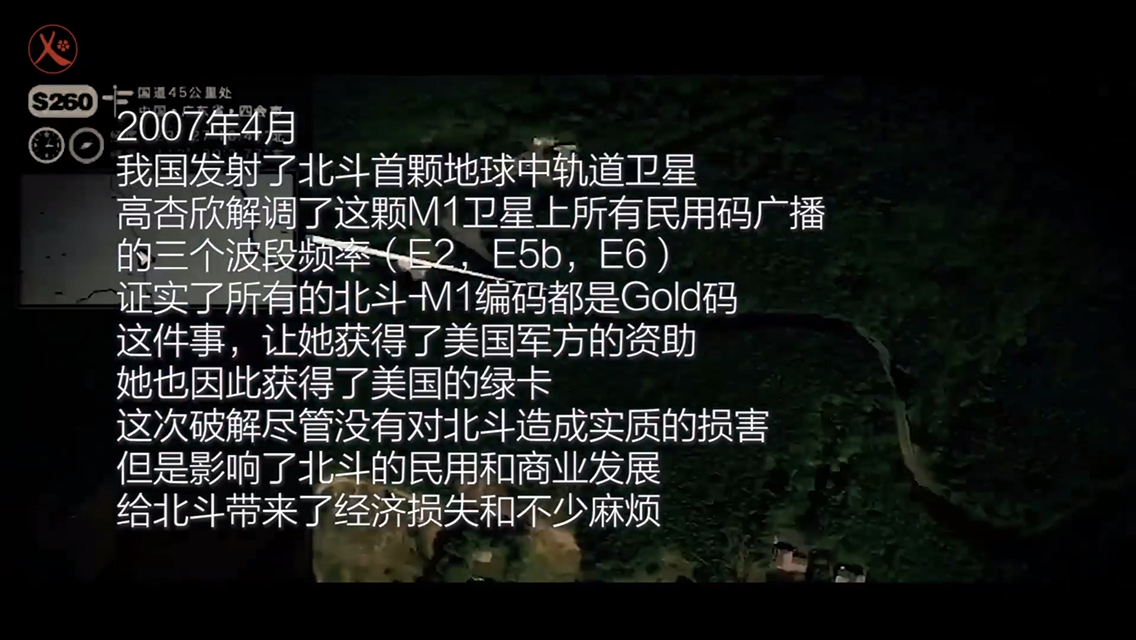 S260
国道45公里处
2007年4月
我国发射了北斗首颗地球中轨道卫星
高杏欣解调了这颗M1卫星上所有民用码广播
的三个波段频率（E2，E5b，E6）
证实了所有的北斗-M1编码都是Gold码
这件事，让她获得了美国军方的资助
她也因此获得了美国的绿卡
这次破解尽管没有对北斗造成实质的损害
但是影响了北斗的民用和商业发展
给北斗带来了经济损失和不少麻烦